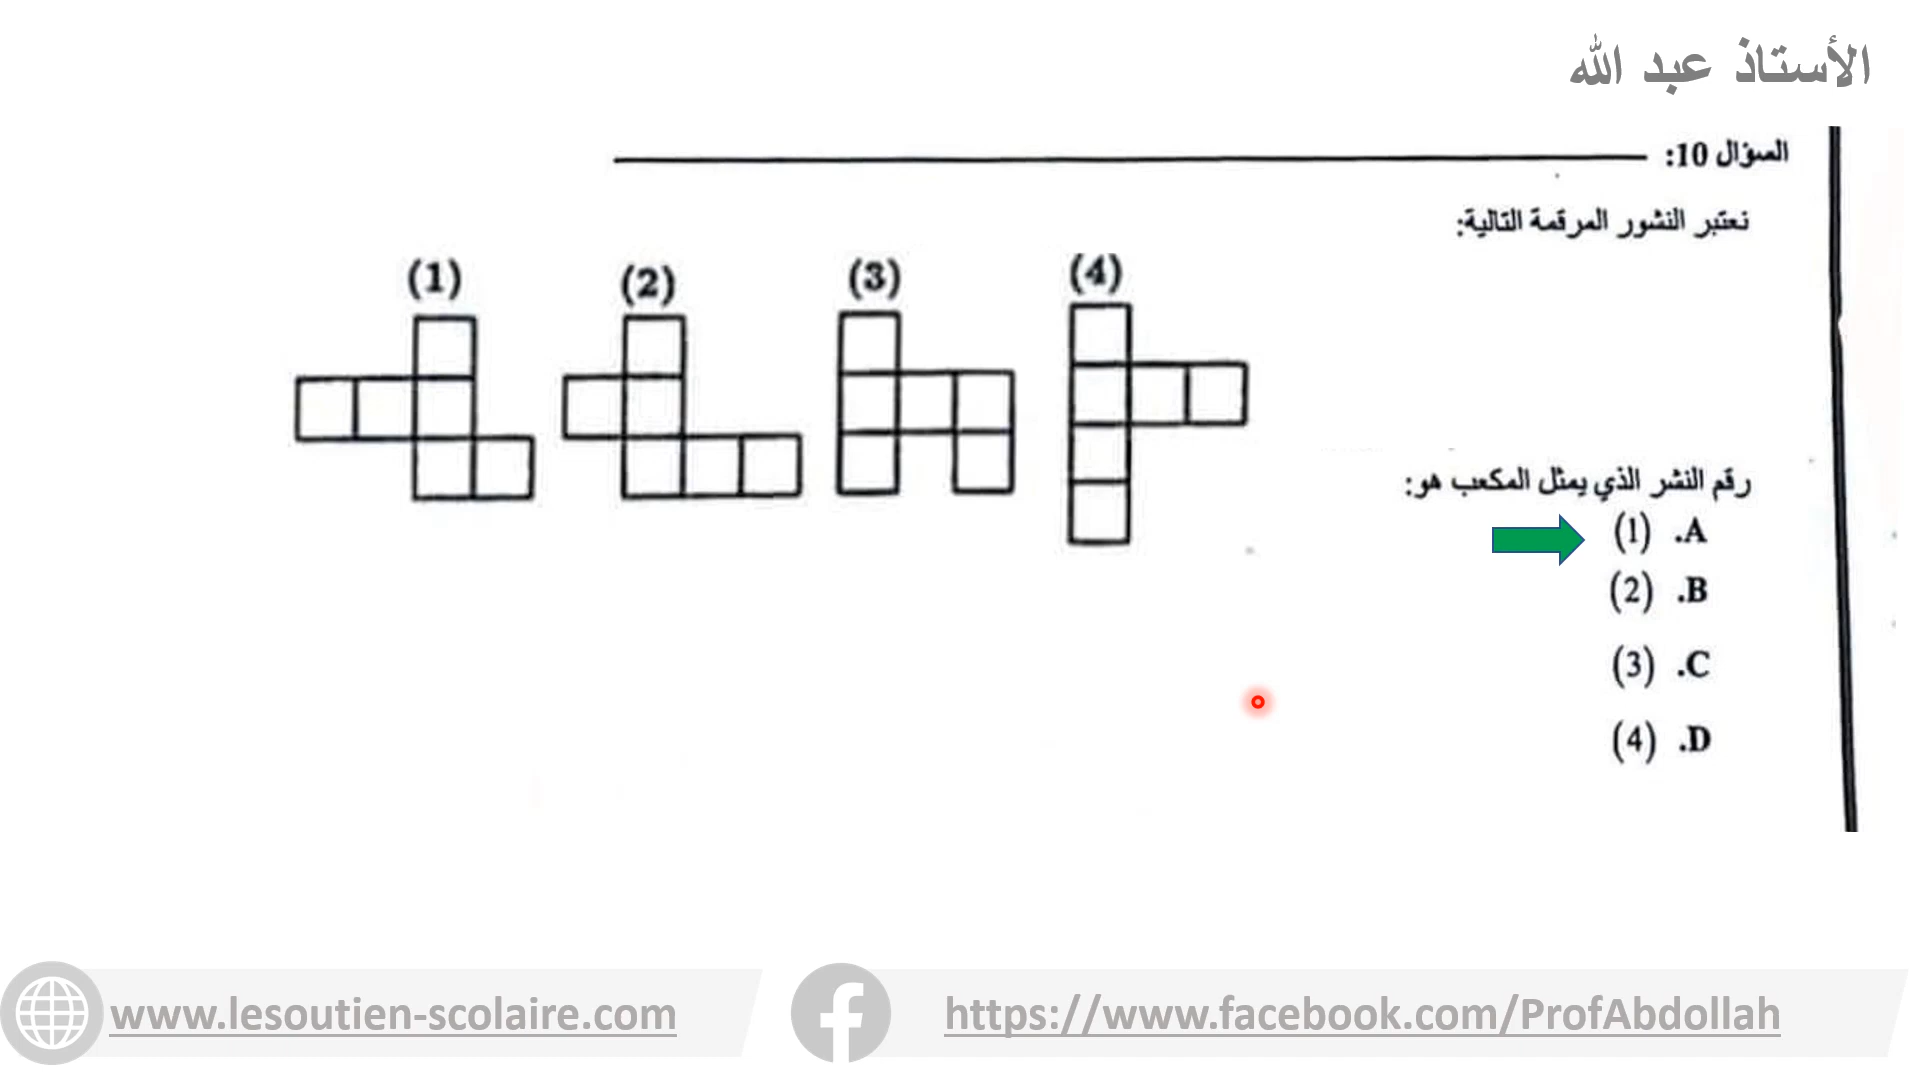 الأستاذ عبد الله
السؤال 10:
نعتبر النشور المرقمة التالية:
(1) (2) (3) (4)
رقم النشر الذي يمثل المكعب هو:
A. (1)
B. (2)
C. (3)
D. (4)
www.lesoutien-scolaire.com
https://www.facebook.com/ProfAbdollah